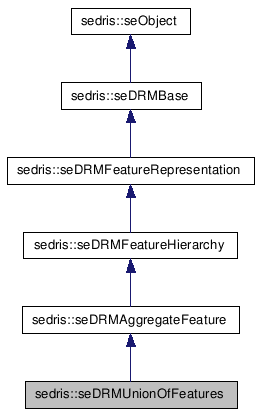 sedris::seObject
sedris::seDRMBase
sedris::seDRMFeatureRepresentation
sedris::seDRMFeatureHierarchy
sedris::seDRMAggregateFeature
sedris::seDRMUnionOfFeatures